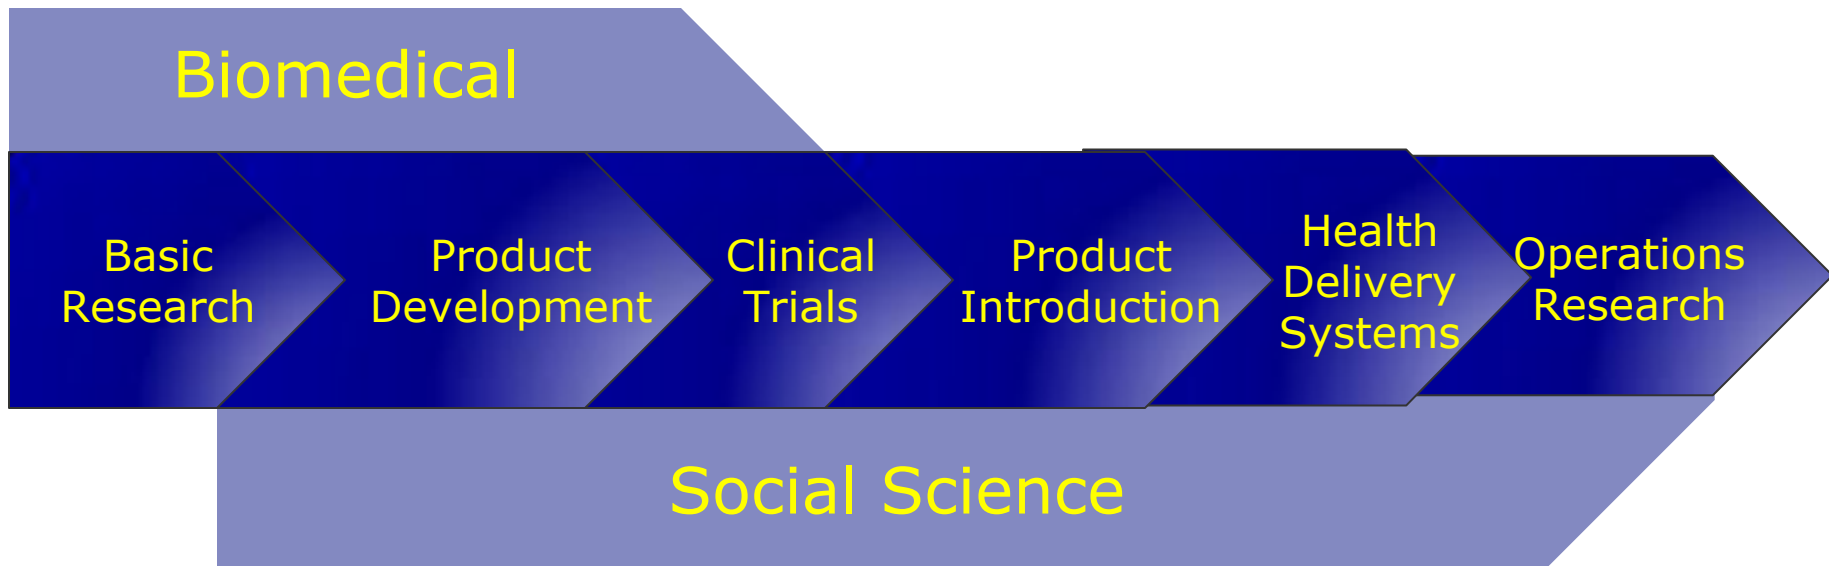 Biomedical
Basic
Research
Product
Development
Clinical
Trials
Product
Introduction
Health
Delivery
Systems
Operations
Research
Social Science